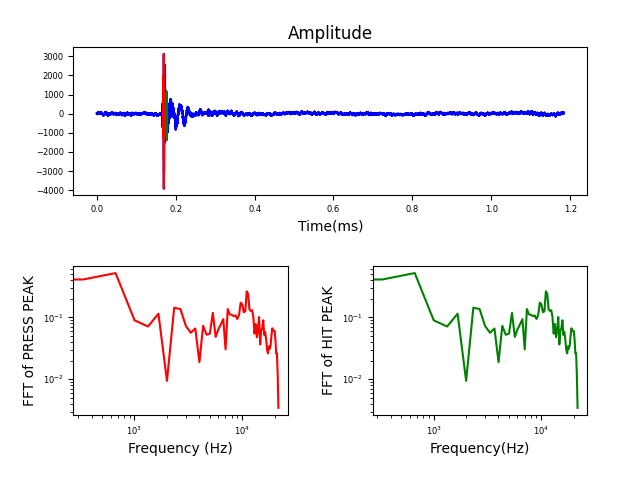 Amplitude
3000
2000
1000
0
−1000
−2000
−3000
−4000
0.0 0.2 0.4 0.6 0.8 1.0 1.2
Time(ms)
FFT of PRESS PEAK
10⁻¹
10⁻²
10³ 10⁴
Frequency (Hz)
FFT of HIT PEAK
10⁻¹
10⁻²
10³ 10⁴
Frequency(Hz)